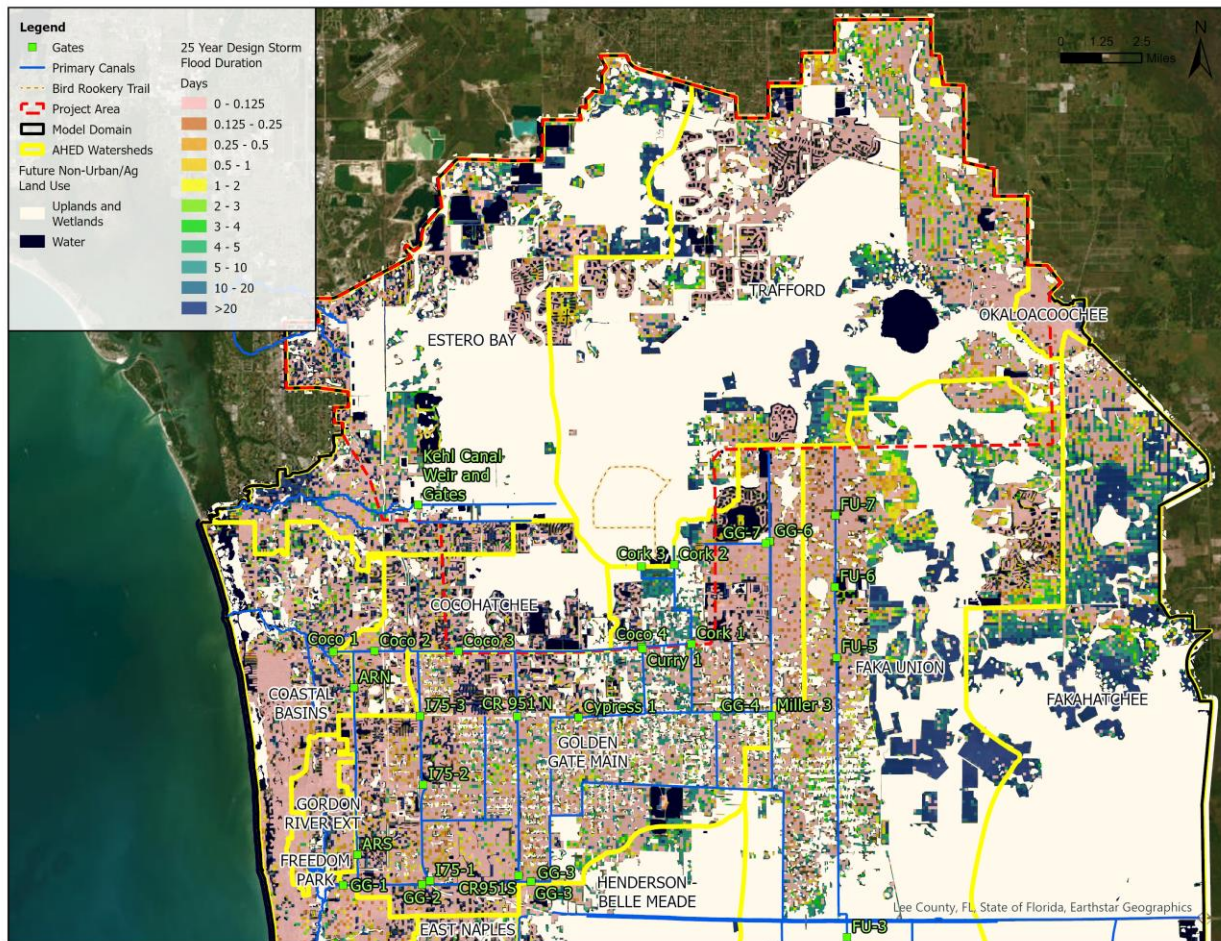 Legend
Gates
Primary Canals
Bird Rookery Trail
Project Area
Model Domain
AHED Watersheds
Future Non-Urban/Ag
Land Use
Uplands and
Wetlands
Water
25 Year Design Storm
Flood Duration
Days
0 - 0.125
0.125 - 0.25
0.25 - 0.5
0.5 - 1
1 - 2
2 - 3
3 - 4
4 - 5
5 - 10
10 - 20
>20
N
0 1.25 2.5
Miles
TRAFFORD
OKALOACOOCHEE
ESTERO BAY
Kehl Canal
Weir and
Gates
FU-7
GG-7
GG-6
Cork 3
Cork 2
FU-6
COCOHATCHEE
Coco 1
Coco 2
Coco 3
Coco 4
Cork 1
Curry 1
FU-5
FAKA UNION
ARN
COASTAL
BASINS
FAKAHATCHEE
I75-3
CR 951 N
Cypress 1
GG-4
Miller 3
GOLDEN
GATE MAIN
I75-2
GORDON
RIVER EXT
ARS
FREEDOM
PARK
I75-1
GG-3
GG-1
GG-2
CR951S
GG-3
HENDERSON -
BELLE MEADE
Lee County, FL, State of Florida, Earthstar Geographics
EAST NAPLES
FU-3